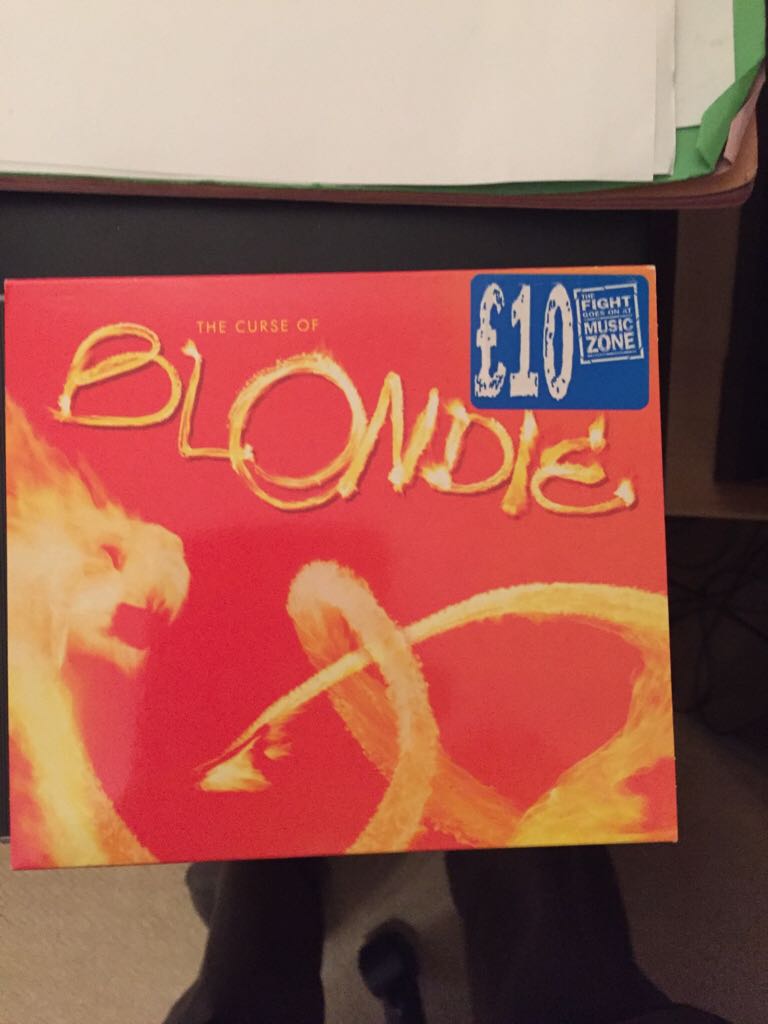 THE CURSE OF
BLONDIE
£10
THE
FIGHT
GOES ON AT
MUSIC
ZONE